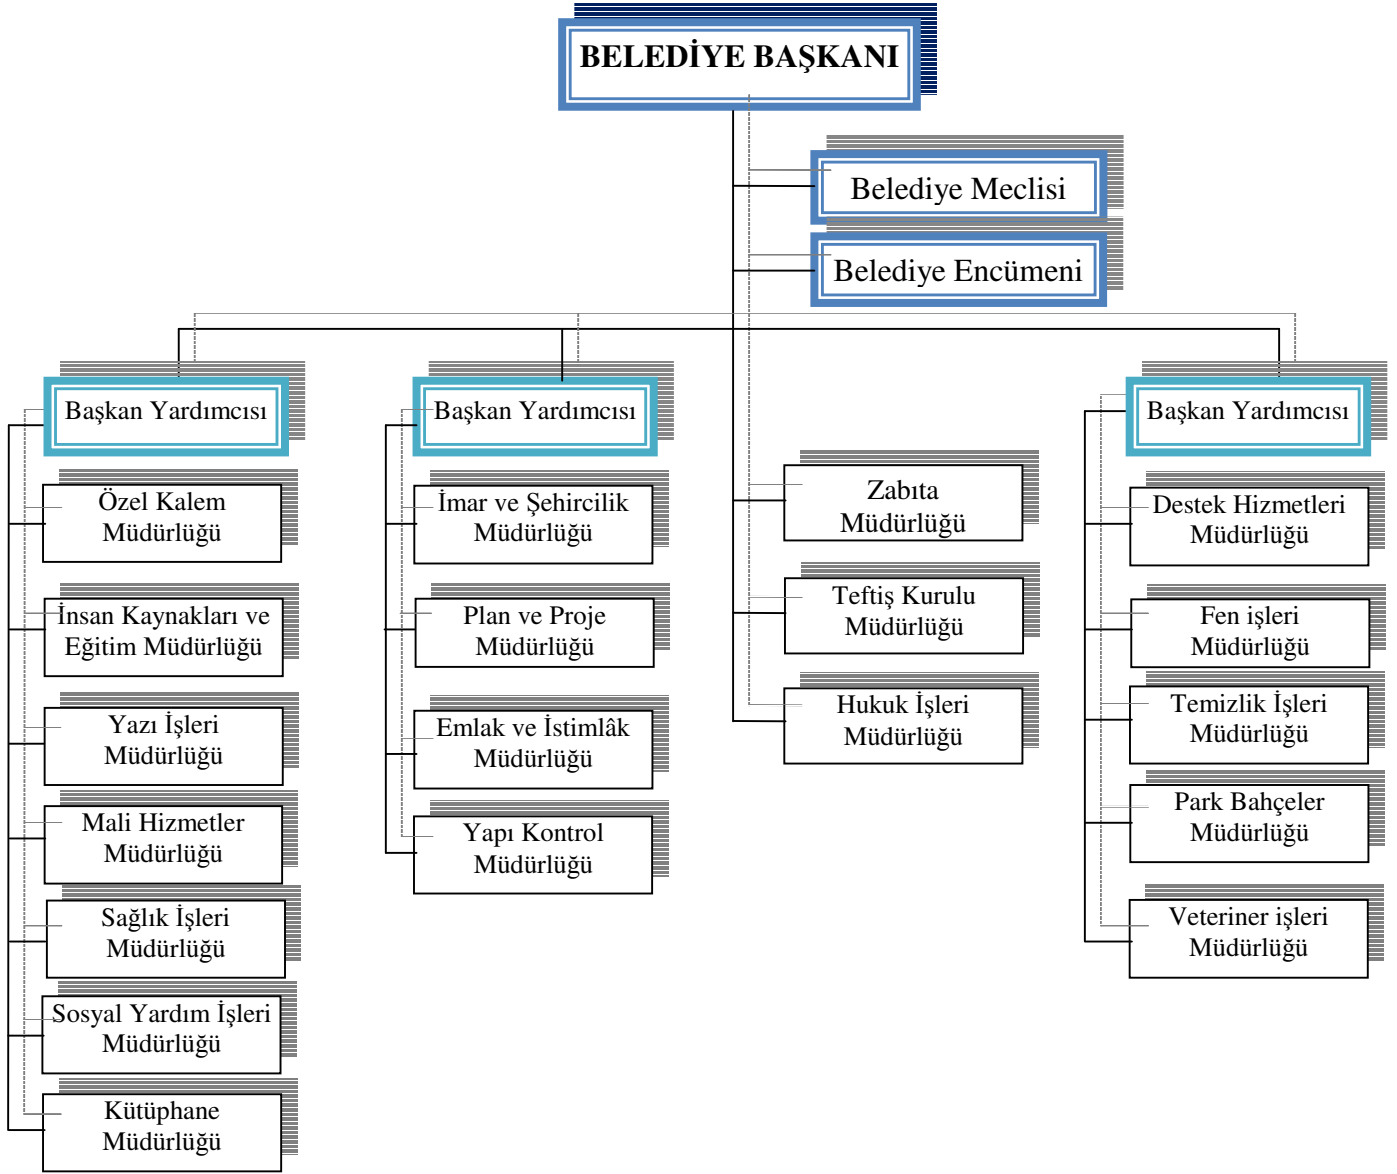 BELEDİYE BAŞKANI
Belediye Meclisi
Belediye Encümeni
Başkan Yardımcısı
Özel Kalem
Müdürlüğü
İnsan Kaynakları ve
Eğitim Müdürlüğü
Yazı İşleri
Müdürlüğü
Mali Hizmetler
Müdürlüğü
Sağlık İşleri
Müdürlüğü
Sosyal Yardım İşleri
Müdürlüğü
Kütüphane
Müdürlüğü
Başkan Yardımcısı
İmar ve Şehircilik
Müdürlüğü
Plan ve Proje
Müdürlüğü
Emlak ve İstimlâk
Müdürlüğü
Yapı Kontrol
Müdürlüğü
Zabıta
Müdürlüğü
Teftiş Kurulu
Müdürlüğü
Hukuk İşleri
Müdürlüğü
Başkan Yardımcısı
Destek Hizmetleri
Müdürlüğü
Fen işleri
Müdürlüğü
Temizlik İşleri
Müdürlüğü
Park Bahçeler
Müdürlüğü
Veteriner işleri
Müdürlüğü